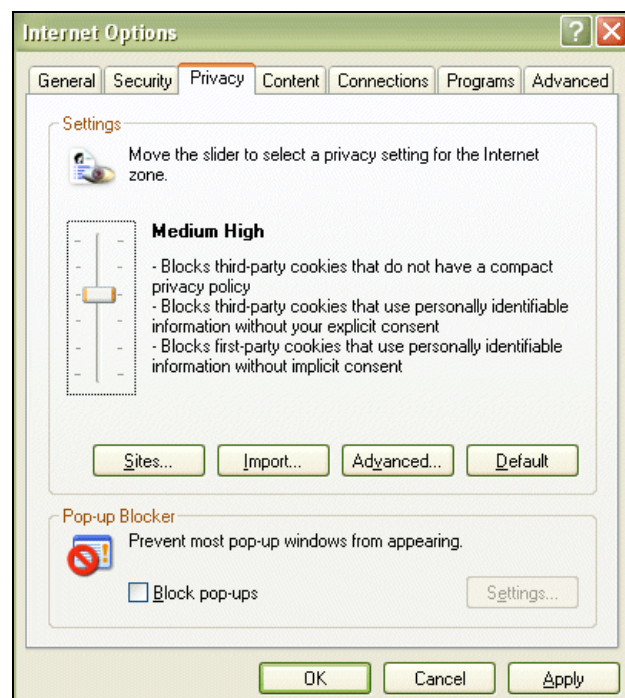 Internet Options
General Security Privacy Content Connections Programs Advanced
Settings
Move the slider to select a privacy setting for the Internet
zone.
Medium High
- Blocks third-party cookies that do not have a compact
privacy policy
- Blocks third-party cookies that use personally identifiable
information without your explicit consent
- Blocks first-party cookies that use personally identifiable
information without implicit consent
Sites... Import... Advanced... Default
Pop-up Blocker
Prevent most pop-up windows from appearing.
Block pop-ups Settings...
OK Cancel Apply